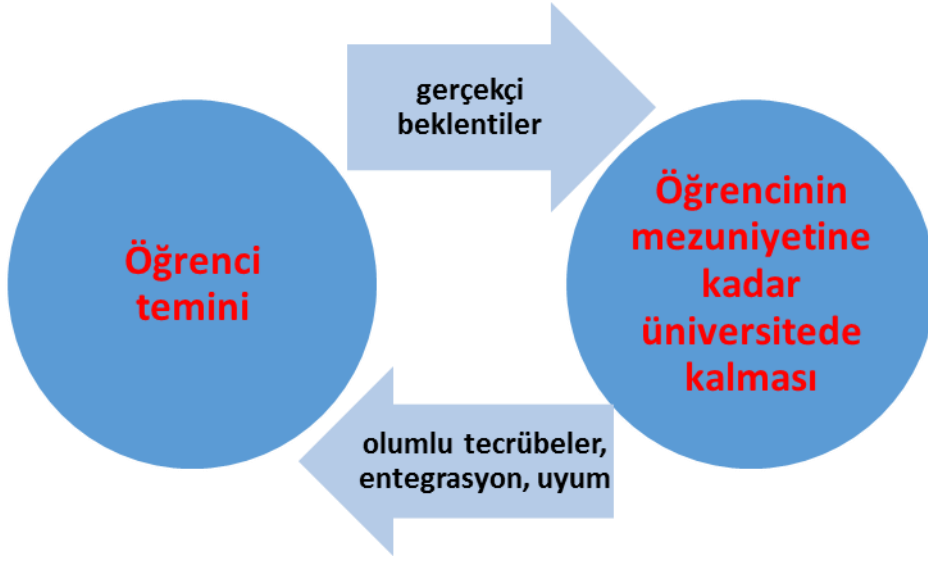 gerçekçi
beklentiler
Öğrenci
temini
Öğrencinin
mezuniyetine
kadar
üniversitede
kalması
olumlu tecrübeler,
entegrasyon, uyum